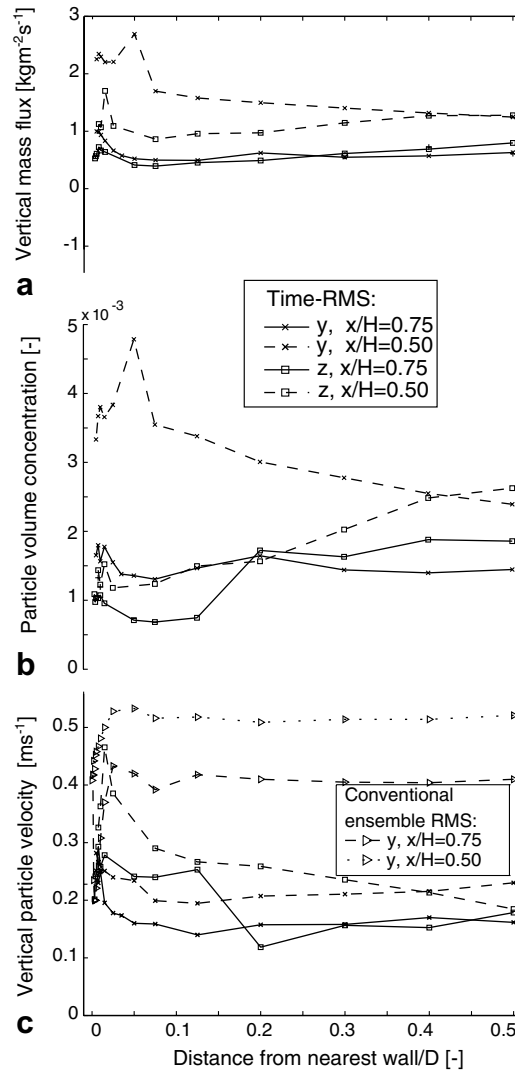 3
2
1
0
-1
Vertical mass flux [kgm-2s-1]
a
x 10 -3
5
4
3
2
1
0
Particle volume concentration [-]
b
Time-RMS:
y, x/H=0.75
y, x/H=0.50
z, x/H=0.75
z, x/H=0.50
0.5
0.4
0.3
0.2
0.1
0
Vertical particle velocity [ms-1]
c
Conventional
ensemble RMS:
y, x/H=0.75
y, x/H=0.50
0 0.1 0.2 0.3 0.4 0.5
Distance from nearest wall/D [-]